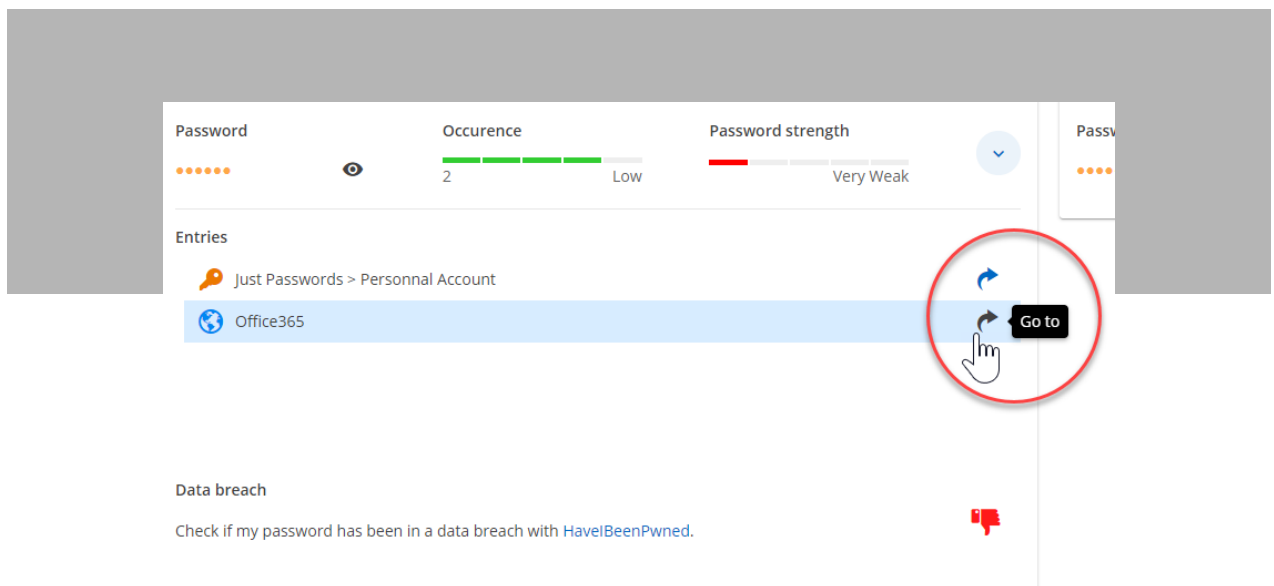 Password Occurence Password strength Passw
2 Low Very Weak
Entries
Just Passwords > Personnal Account
Office365 Go to
Data breach
Check if my password has been in a data breach with HaveIBeenPwned.